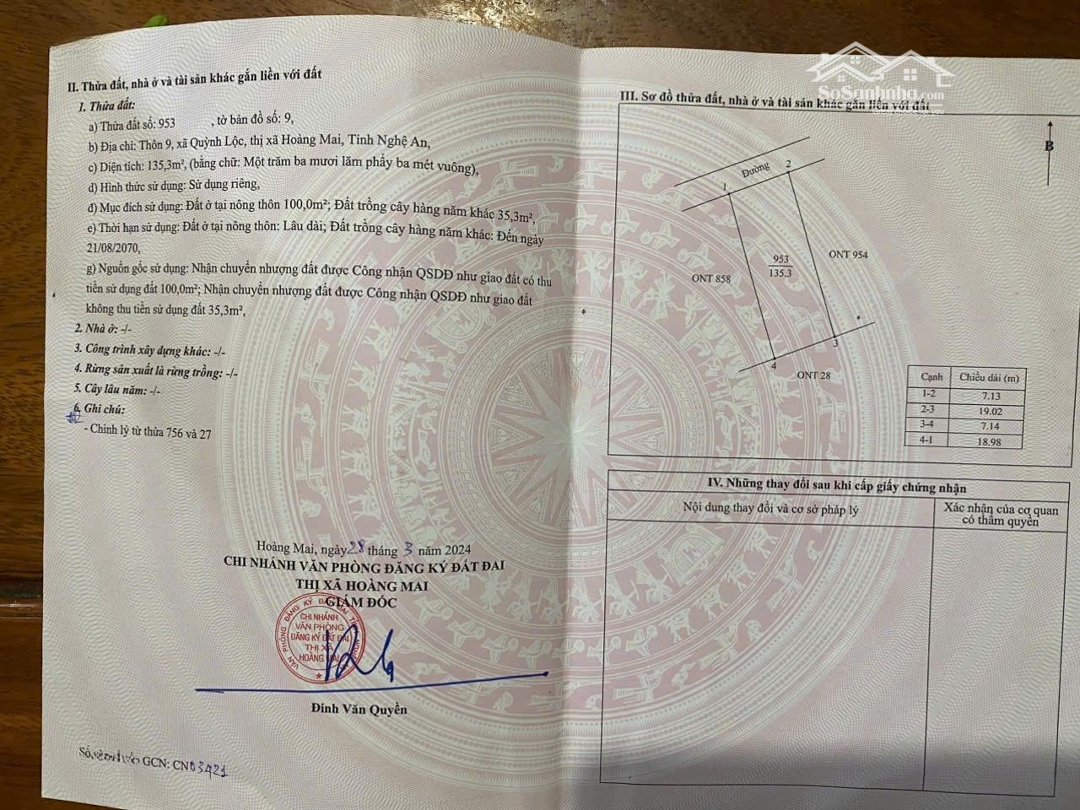 II. Thửa đất, nhà ở và tài sản khác gắn liền với đất
1. Thửa đất:
a) Thửa đất số: 953 , tờ bản đồ số: 9,
b) Địa chỉ: Thôn 9, xã Quỳnh Lộc, thị xã Hoàng Mai, Tỉnh Nghệ An,
c) Diện tích: 135,3m², (bằng chữ: Một trăm ba mươi lăm phẩy ba mét vuông),
d) Hình thức sử dụng: Sử dụng riêng,
đ) Mục đích sử dụng: Đất ở tại nông thôn 100,0m²; Đất trồng cây hàng năm khác 35,3m²,
e) Thời hạn sử dụng: Đất ở tại nông thôn: Lâu dài; Đất trồng cây hàng năm khác: Đến ngày
21/08/2070,
g) Nguồn gốc sử dụng: Nhận chuyển nhượng đất được Công nhận QSDĐ như giao đất có thu
tiền sử dụng đất 100,0m²; Nhận chuyển nhượng đất được Công nhận QSDĐ như giao đất
không thu tiền sử dụng đất 35,3m²,
2. Nhà ở: -/-
3. Công trình xây dựng khác: -/-
4. Rừng sản xuất là rừng trồng: -/-
5. Cây lâu năm: -/-
6. Ghi chú:
- Chỉnh lý từ thửa 756 và 27
Hoàng Mai, ngày 28 tháng 3 năm 2024
CHI NHÁNH VĂN PHÒNG ĐĂNG KÝ ĐẤT ĐAI
THỊ XÃ HOÀNG MAI
GIÁM ĐỐC
CHI NHÁNH
VĂN PHÒNG
ĐĂNG KÝ ĐẤT ĐAI
THỊ XÃ
HOÀNG MAI
Đinh Văn Quyền
GCN: CN03421
SoSanhnha.com
III. Sơ đồ thửa đất, nhà ở và tài sản khác gắn liền với đất
B
Đường
1
2
953
135.3
ONT 858
ONT 954
3
4
ONT 28
Cạnh Chiều dài (m)
1-2 7.13
2-3 19.02
3-4 7.14
4-1 18.98
IV. Những thay đổi sau khi cấp giấy chứng nhận
Nội dung thay đổi và cơ sở pháp lý
Xác nhận của cơ quan
có thẩm quyền